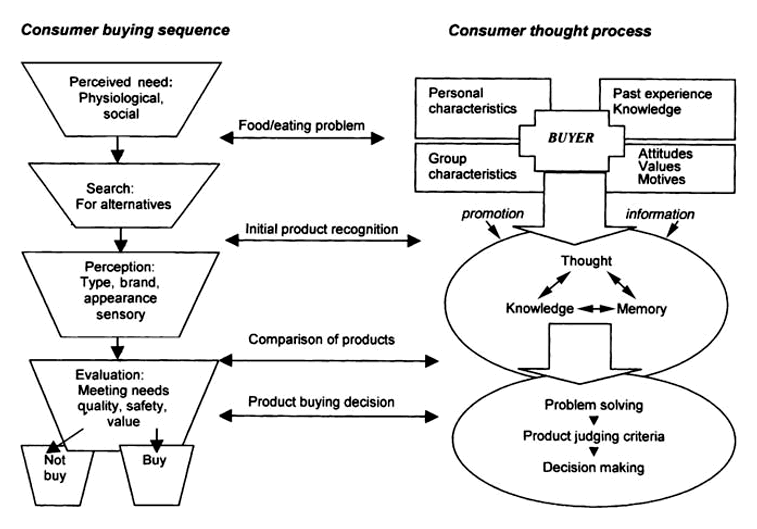 Consumer buying sequence
Consumer thought process
Perceived need:
Physiological,
social
Search:
For alternatives
Perception:
Type, brand,
appearance
sensory
Evaluation:
Meeting needs
quality, safety,
value
Not
buy
Buy
Food/eating problem
Initial product recognition
Comparison of products
Product buying decision
Personal
characteristics
Past experience
Knowledge
BUYER
Group
characteristics
Attitudes
Values
Motives
promotion
information
Thought
Knowledge
Memory
Problem solving
Product judging criteria
Decision making